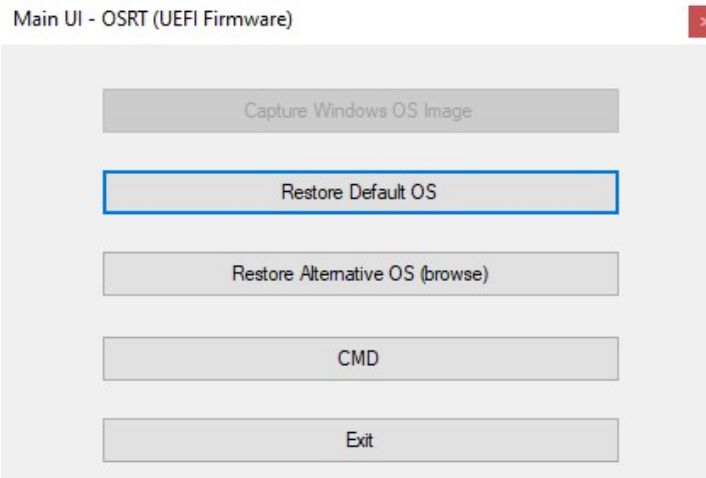 Main UI - OSRT (UEFI Firmware)
Capture Windows OS Image
Restore Default OS
Restore Alternative OS (browse)
CMD
Exit